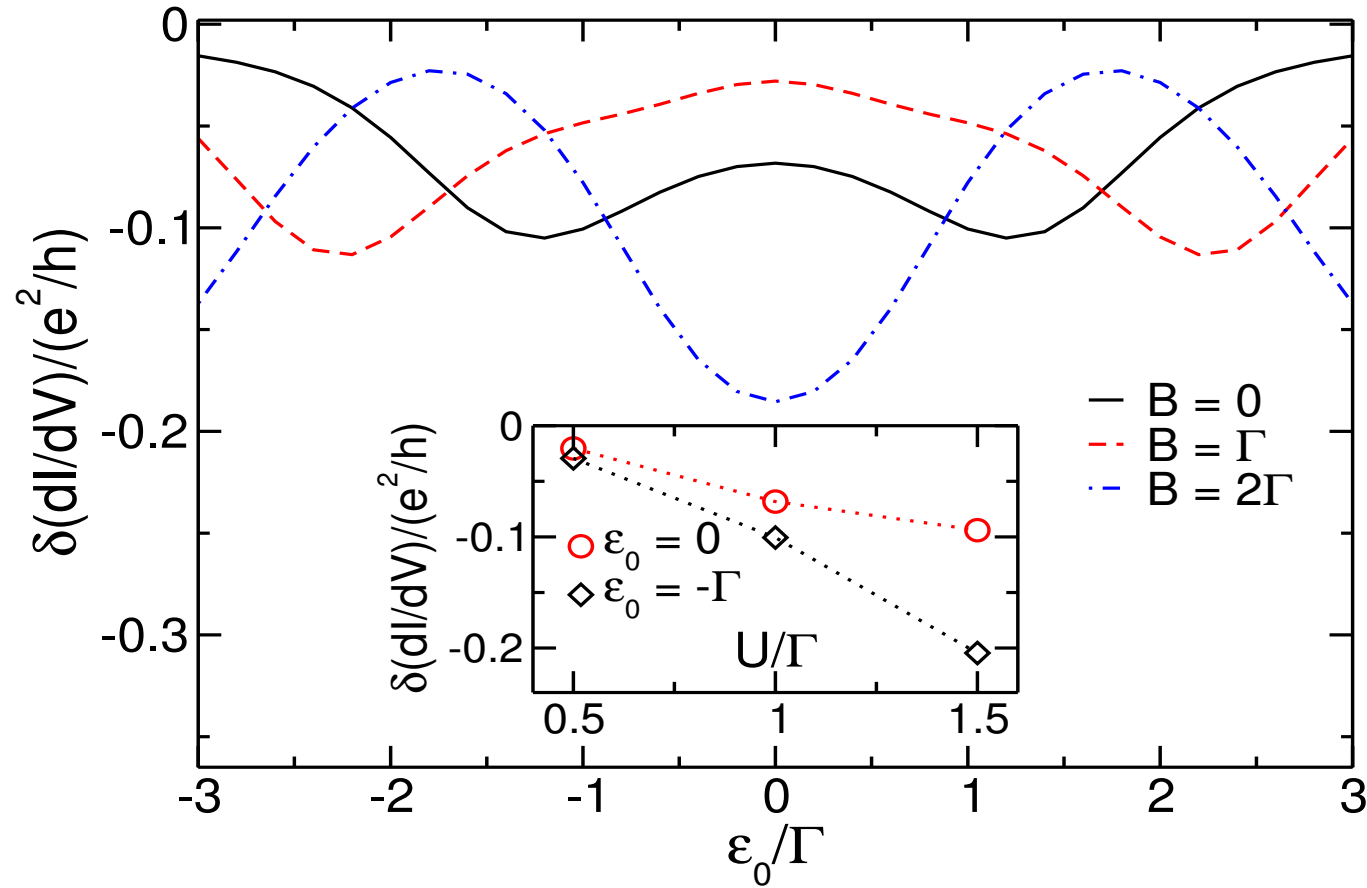 0
-0.1
-0.2
-0.3
δ(dI/dV)/(e²/h)
B = 0
B = Γ
B = 2Γ
0
-0.1
-0.2
δ(dI/dV)/(e²/h)
ε₀ = 0
ε₀ = -Γ
U/Γ
0.5 1 1.5
-3 -2 -1 0 1 2 3
ε₀/Γ